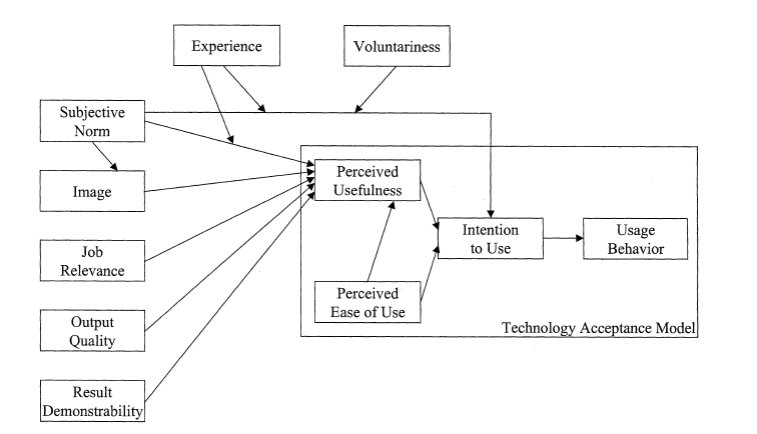 Experience
Voluntariness
Subjective
Norm
Image
Job
Relevance
Output
Quality
Result
Demonstrability
Perceived
Usefulness
Perceived
Ease of Use
Intention
to Use
Usage
Behavior
Technology Acceptance Model